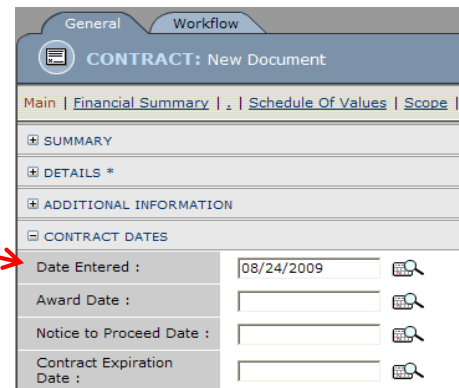 General Workflow
CONTRACT: New Document
Main | Financial Summary | . | Schedule Of Values | Scope |
SUMMARY
DETAILS *
ADDITIONAL INFORMATION
CONTRACT DATES
Date Entered : 08/24/2009
Award Date :
Notice to Proceed Date :
Contract Expiration
Date :